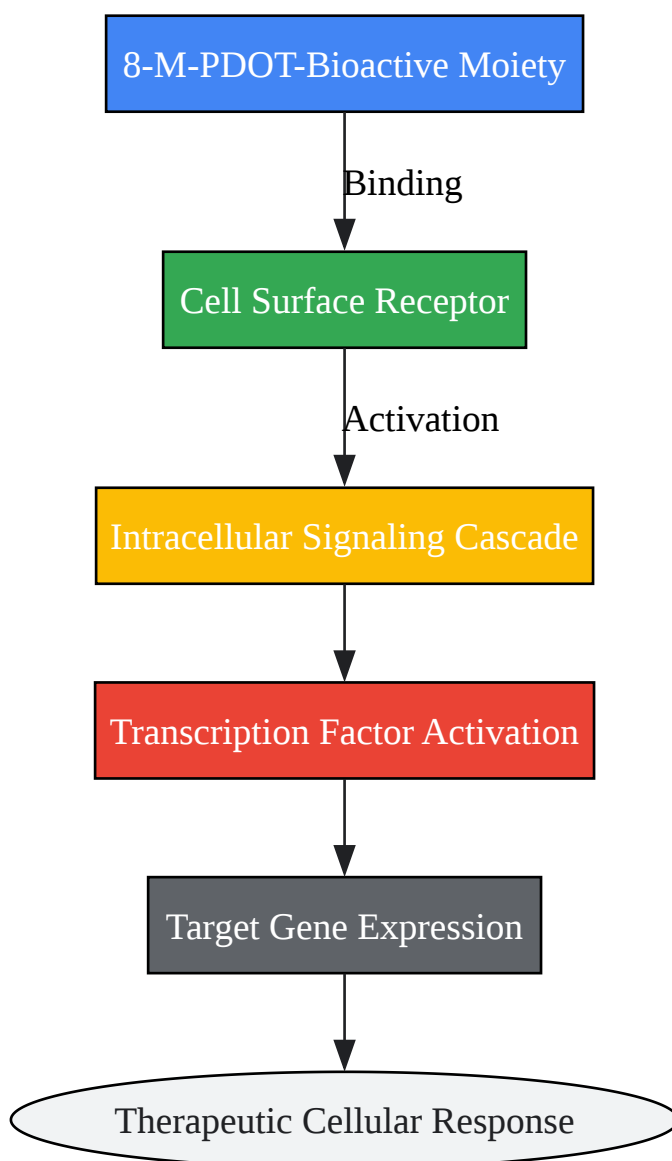 8-M-PDOT-Bioactive Moiety
Binding
Cell Surface Receptor
Activation
Intracellular Signaling Cascade
Transcription Factor Activation
Target Gene Expression
Therapeutic Cellular Response